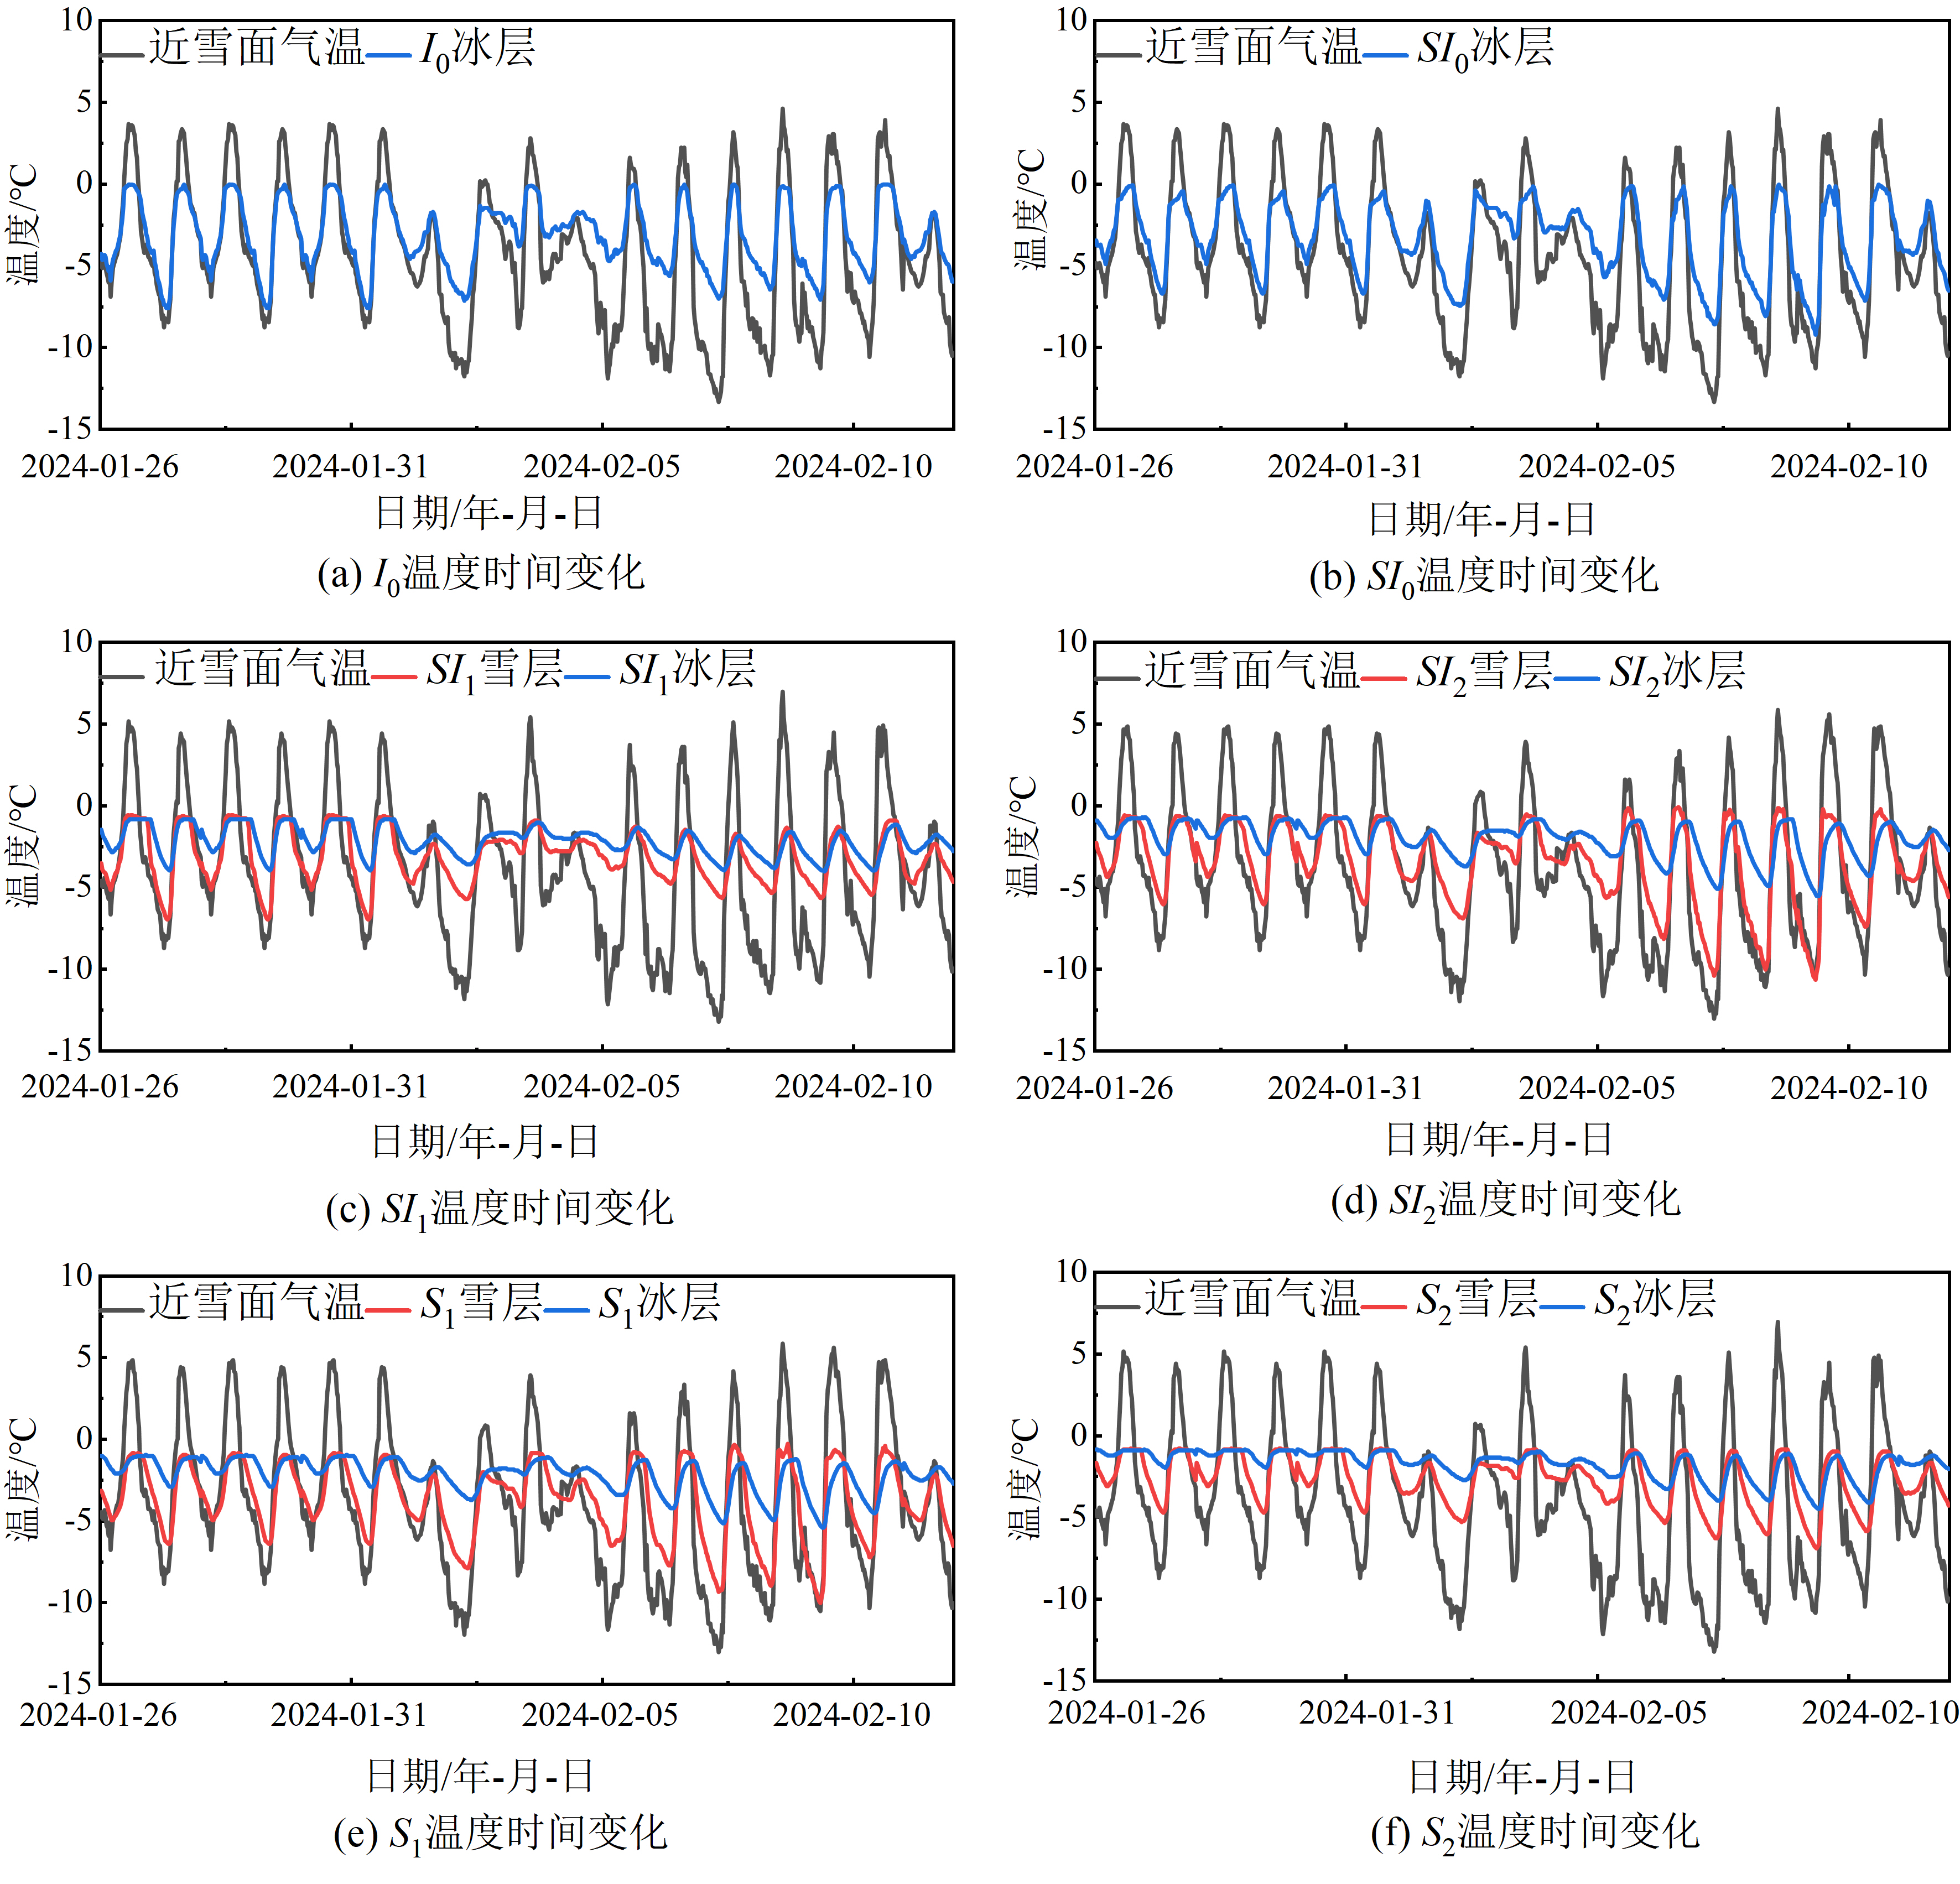 近雪面气温 I0冰层
10
5
0
-5
-10
-15
温度/°C
2024-01-26 2024-01-31 2024-02-05 2024-02-10
日期/年-月-日
(a) I0温度时间变化
近雪面气温 SI0冰层
10
5
0
-5
-10
-15
温度/°C
2024-01-26 2024-01-31 2024-02-05 2024-02-10
日期/年-月-日
(b) SI0温度时间变化
近雪面气温 SI1雪层 SI1冰层
10
5
0
-5
-10
-15
温度/°C
2024-01-26 2024-01-31 2024-02-05 2024-02-10
日期/年-月-日
(c) SI1温度时间变化
近雪面气温 SI2雪层 SI2冰层
10
5
0
-5
-10
-15
温度/°C
2024-01-26 2024-01-31 2024-02-05 2024-02-10
日期/年-月-日
(d) SI2温度时间变化
近雪面气温 S1雪层 S1冰层
10
5
0
-5
-10
-15
温度/°C
2024-01-26 2024-01-31 2024-02-05 2024-02-10
日期/年-月-日
(e) S1温度时间变化
近雪面气温 S2雪层 S2冰层
10
5
0
-5
-10
-15
温度/°C
2024-01-26 2024-01-31 2024-02-05 2024-02-10
日期/年-月-日
(f) S2温度时间变化